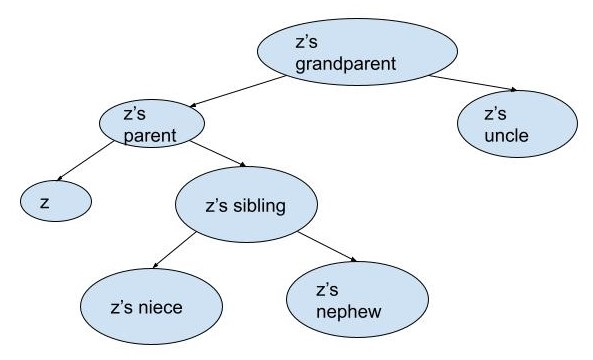 z’s
grandparent
z’s
parent
z’s
uncle
z
z’s sibling
z’s niece
z’s
nephew